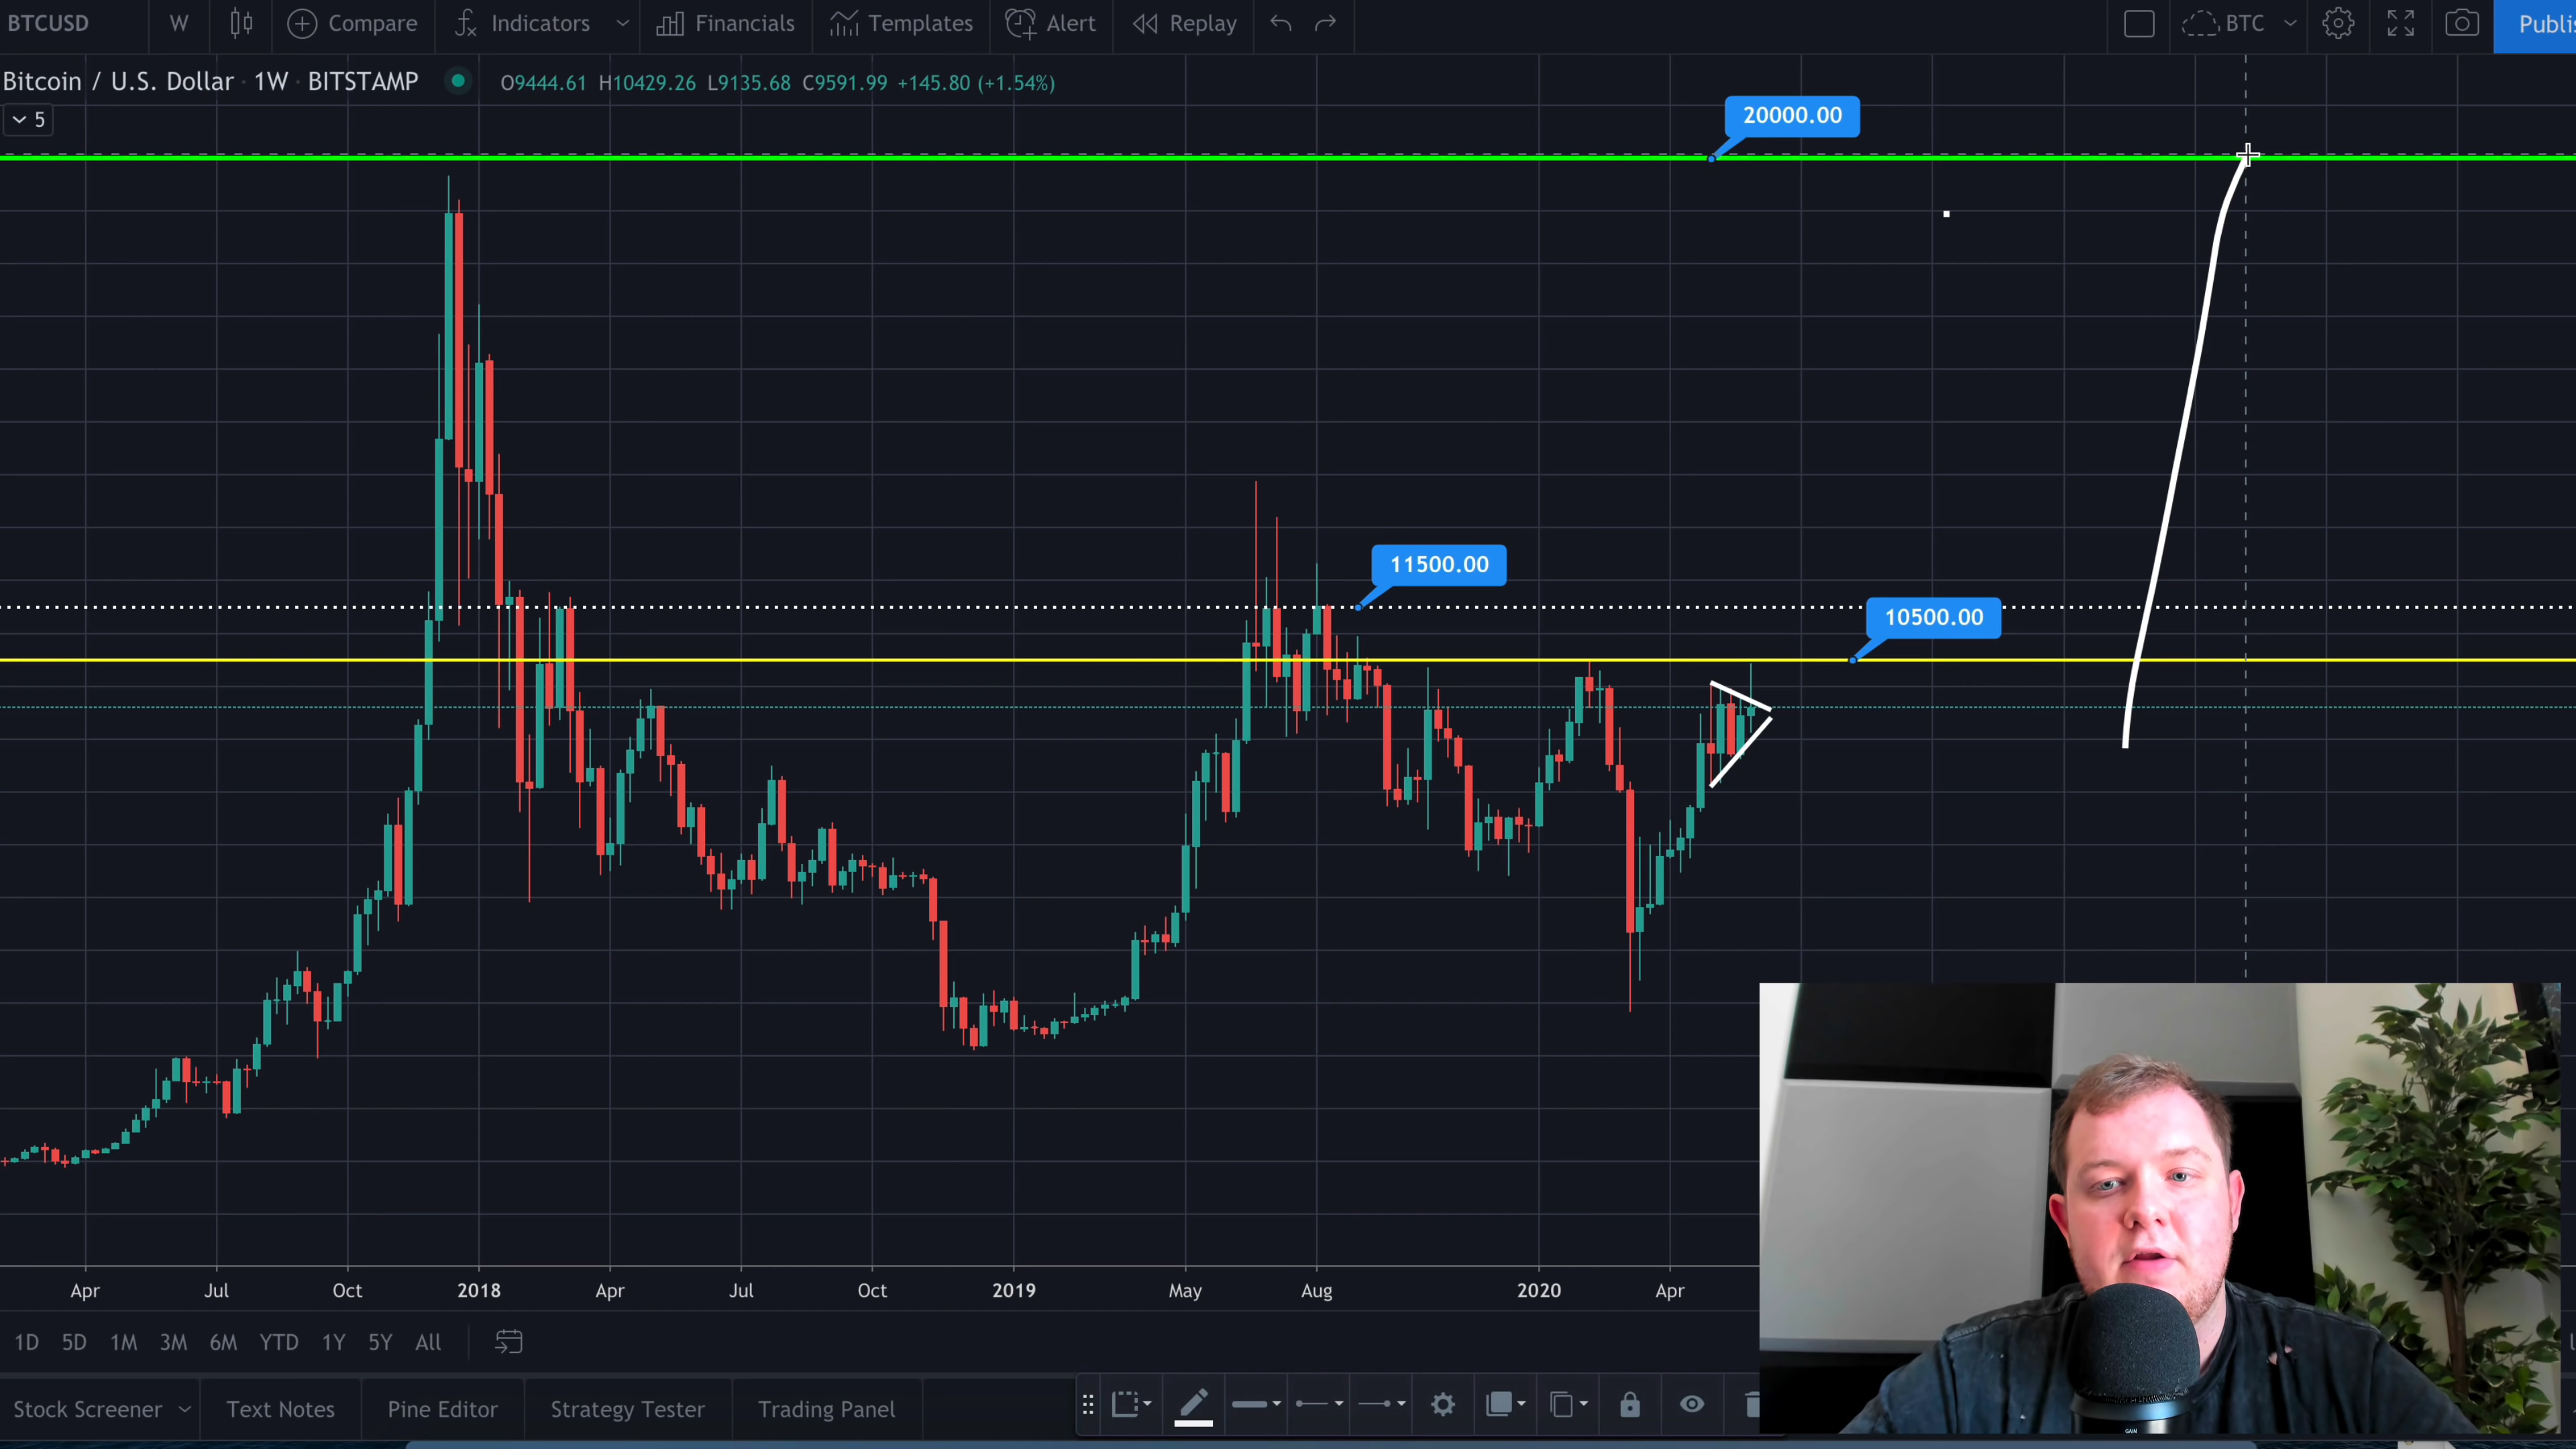 BTCUSD W Compare Indicators Financials Templates Alert Replay BTC
Bitcoin / U.S. Dollar · 1W · BITSTAMP O9444.61 H10429.26 L9135.68 C9591.99 +145.80 (+1.54%)
5
20000.00
11500.00
10500.00
Apr Jul Oct 2018 Apr Jul Oct 2019 May Aug 2020 Apr
1D 5D 1M 3M 6M YTD 1Y 5Y All
Stock Screener Text Notes Pine Editor Strategy Tester Trading Panel
GAIN